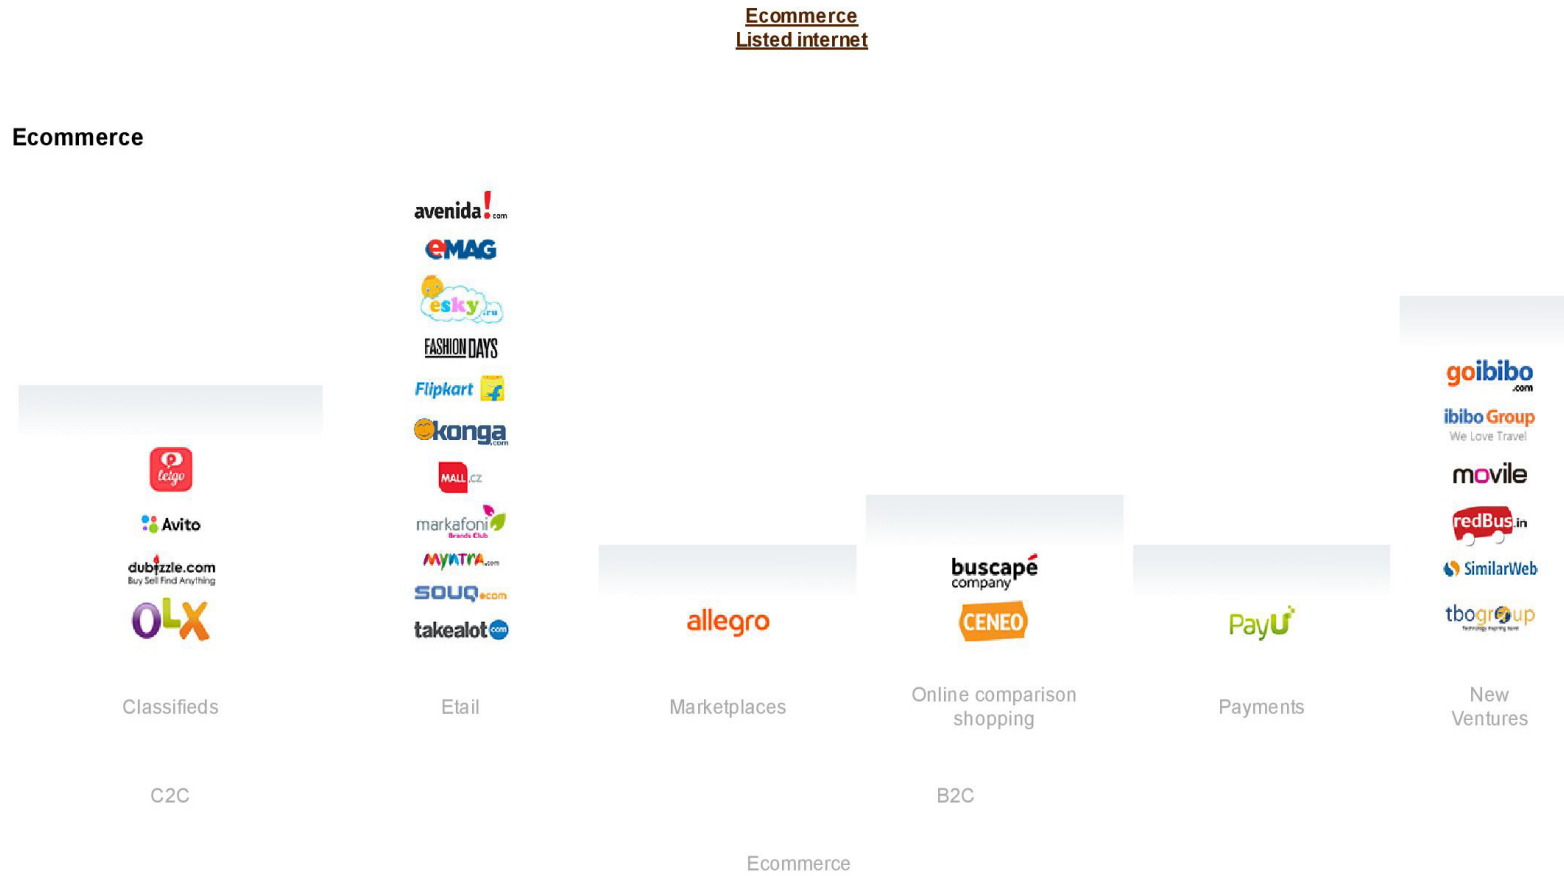 Ecommerce
Listed internet
Ecommerce
avenida!.com
eMAG
esky.ru
FASHION DAYS
Flipkart
konga.com
MALL.CZ
markafoni
Brands Club
myntra.com
souq.com
takealot.com
letgo
Avito
dubizzle.com
Buy Sell Find Anything
OLX
allegro
buscapé
company
CENEO
PayU
goibibo
.com
ibibo Group
We Love Travel
movile
redBus.in
SimilarWeb
tbogroup
Technology inspiring travel
Classifieds
Etail
Marketplaces
Online comparison
shopping
Payments
New
Ventures
C2C
B2C
Ecommerce